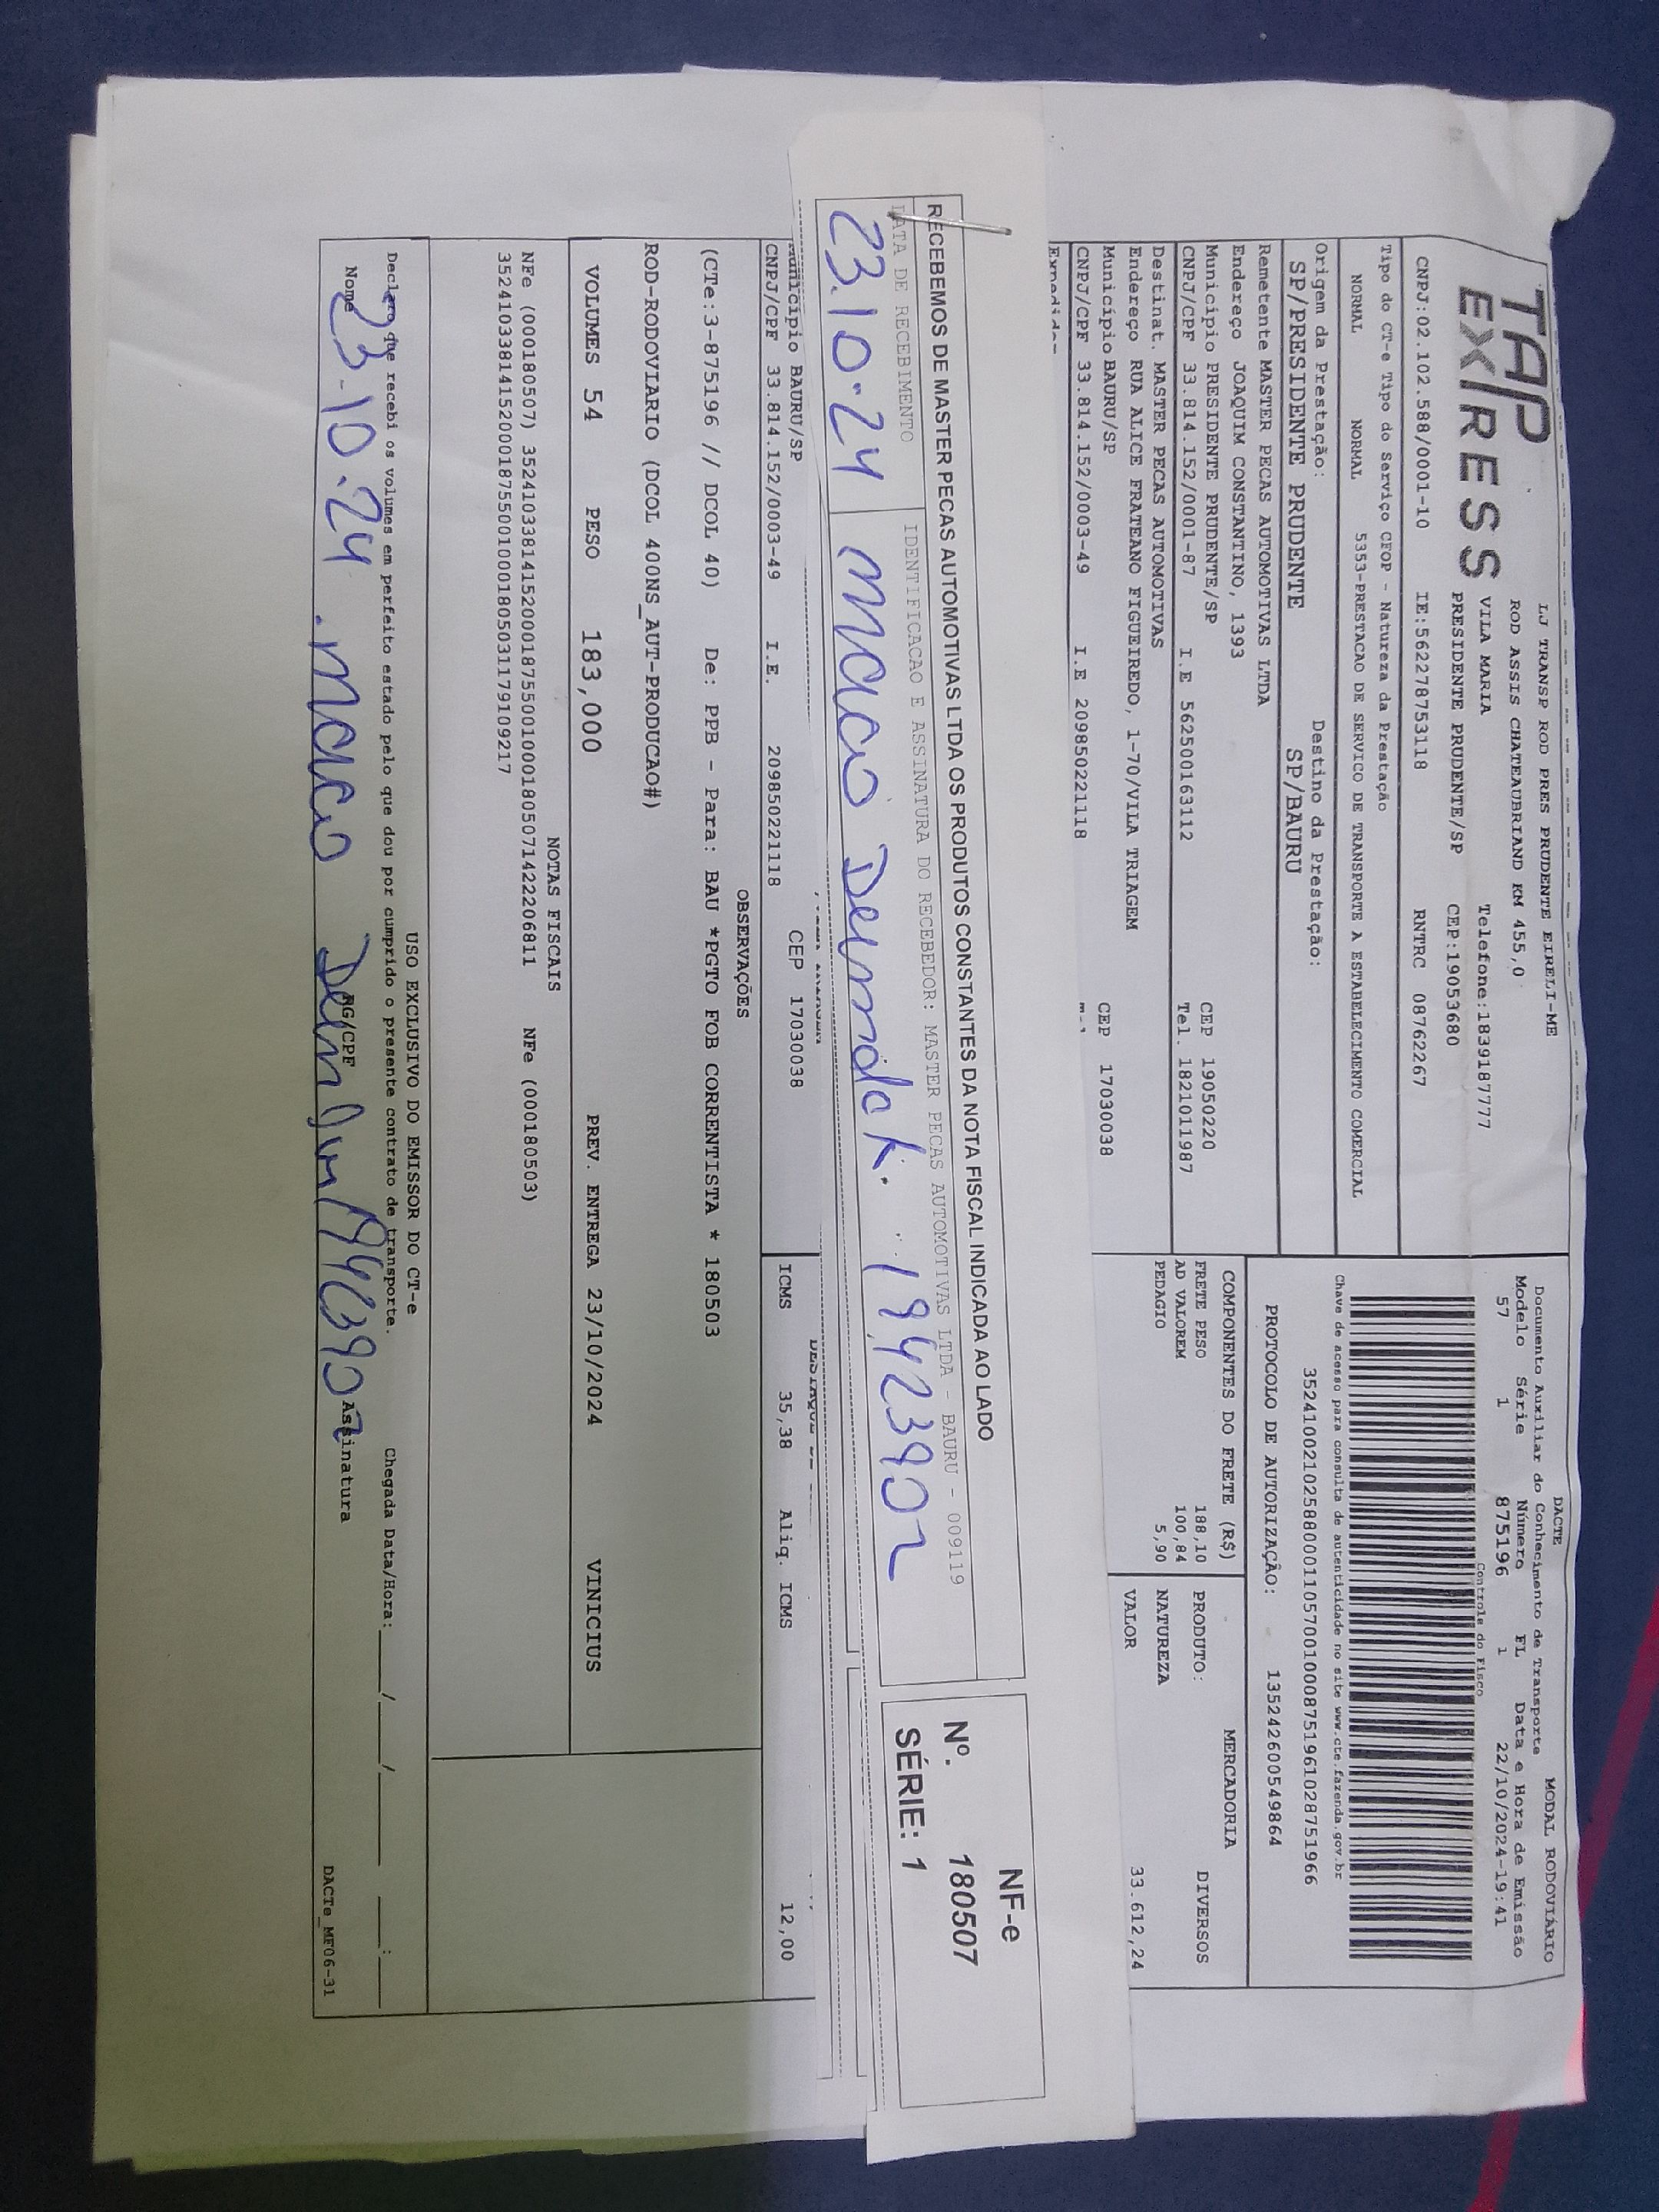 TAP
EXPRESS
LJ TRANSP ROD PRES PRUDENTE EIRELI-ME
ROD ASSIS CHATEAUBRIAND KM 455,0
VILA MARIA Telefone:1839187777
PRESIDENTE PRUDENTE/SP CEP:19053680
CNPJ:02.102.588/0001-10 IE:562278753118 RNTRC 08762267
Tipo do CT-e Tipo do Serviço CFOP - Natureza da Prestação
NORMAL NORMAL 5353-PRESTACAO DE SERVICO DE TRANSPORTE A ESTABELECIMENTO COMERCIAL
Origem da Prestação: Destino da Prestação:
SP/PRESIDENTE PRUDENTE SP/BAURU
Remetente MASTER PECAS AUTOMOTIVAS LTDA
Endereço JOAQUIM CONSTANTINO, 1393
Município PRESIDENTE PRUDENTE/SP CEP 19050220
CNPJ/CPF 33.814.152/0001-87 I.E 562500163112 Tel. 1821011987
Destinat. MASTER PECAS AUTOMOTIVAS
Endereço RUA ALICE FRATEANO FIGUEIREDO, 1-70/VILA TRIAGEM
Município BAURU/SP CEP 17030038
CNPJ/CPF 33.814.152/0003-49 I.E 209850221118
DACTE MODAL RODOVIÁRIO
Documento Auxiliar do Conhecimento de Transporte
Modelo Série Número FL Data e Hora de Emissão
57 1 875196 1 22/10/2024-19:41
Controle do Fisco
Chave de acesso para consulta de autenticidade no site www.cte.fazenda.gov.br
35241002102588000110570010008751961028751966
PROTOCOLO DE AUTORIZAÇÃO: 135242600549864
COMPONENTES DO FRETE (R$) MERCADORIA
FRETE PESO 188,10 PRODUTO: DIVERSOS
AD VALOREM 100,84
PEDAGIO 5,90 NATUREZA
VALOR 33.612,24
RECEBEMOS DE MASTER PECAS AUTOMOTIVAS LTDA OS PRODUTOS CONSTANTES DA NOTA FISCAL INDICADA AO LADO
DATA DE RECEBIMENTO IDENTIFICACAO E ASSINATURA DO RECEBEDOR: MASTER PECAS AUTOMOTIVAS LTDA - BAURU - 009119
23.10.24
NF-e
Nº. 180507
SÉRIE: 1
Município BAURU/SP CEP 17030038
CNPJ/CPF 33.814.152/0003-49 I.E. 209850221118
ICMS 35,38 Aliq. ICMS 12,00
OBSERVAÇÕES
(CTe:3-875196 // DCOL 40) De: PPB - Para: BAU *PGTO FOB CORRENTISTA * 180503
ROD-RODOVIARIO (DCOL 400NS_AUT-PRODUCAO#)
VOLUMES 54 PESO 183,000 PREV. ENTREGA 23/10/2024 VINICIUS
NOTAS FISCAIS
NFe (000180507) 35241033814152000187550010001805071422206811 NFe (000180503)
35241033814152000187550010001805031179109217
USO EXCLUSIVO DO EMISSOR DO CT-e
Declaro que recebi os volumes em perfeito estado pelo que dou por cumprido o presente contrato de transporte. Chegada Data/Hora: ____/____/____ ___:___
Nome RG/CPF Assinatura
23.10.24
DACTe_MF06-31